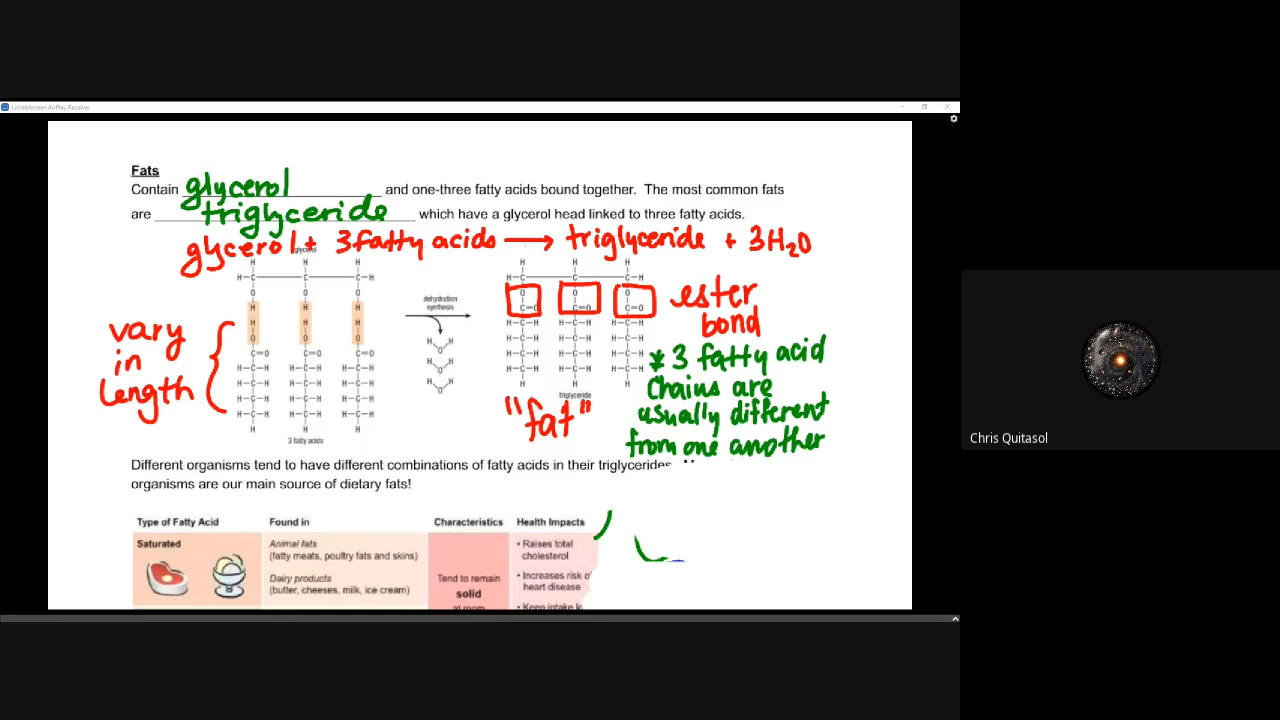 LonelyScreen AirPlay Receiver
Fats
Contain glycerol and one-three fatty acids bound together. The most common fats
are triglyceride which have a glycerol head linked to three fatty acids.
glycerol + 3 fatty acids → triglyceride + 3H₂O
glycerol
H H H H H H
H-C C C-H H-C C C-H
O O O O O O
H H H C=O C=O C=O
H H H H-C-H H-C-H H-C-H
O O O H-C-H H-C-H H-C-H
C=O C=O C=O H-C-H H-C-H H-C-H
H-C-H H-C-H H-C-H H-C-H H-C-H H-C-H
H-C-H H-C-H H-C-H H H H
H-C-H H-C-H H-C-H
H-C-H H-C-H H-C-H
H H H
3 fatty acids
dehydration
synthesis
H H
O
H H
O
H H
O
triglyceride
vary
in
length
ester
bond
"fat"
* 3 fatty acid
chains are
usually different
from one another
Different organisms tend to have different combinations of fatty acids in their triglycerides.
organisms are our main source of dietary fats!
Type of Fatty Acid Found in Characteristics Health Impacts
Saturated
Animal fats
(fatty meats, poultry fats and skins)
Dairy products
(butter, cheeses, milk, ice cream)
Tend to remain
solid
at room
• Raises total
cholesterol
• Increases risk of
heart disease
• Keep intake
Chris Quitasol